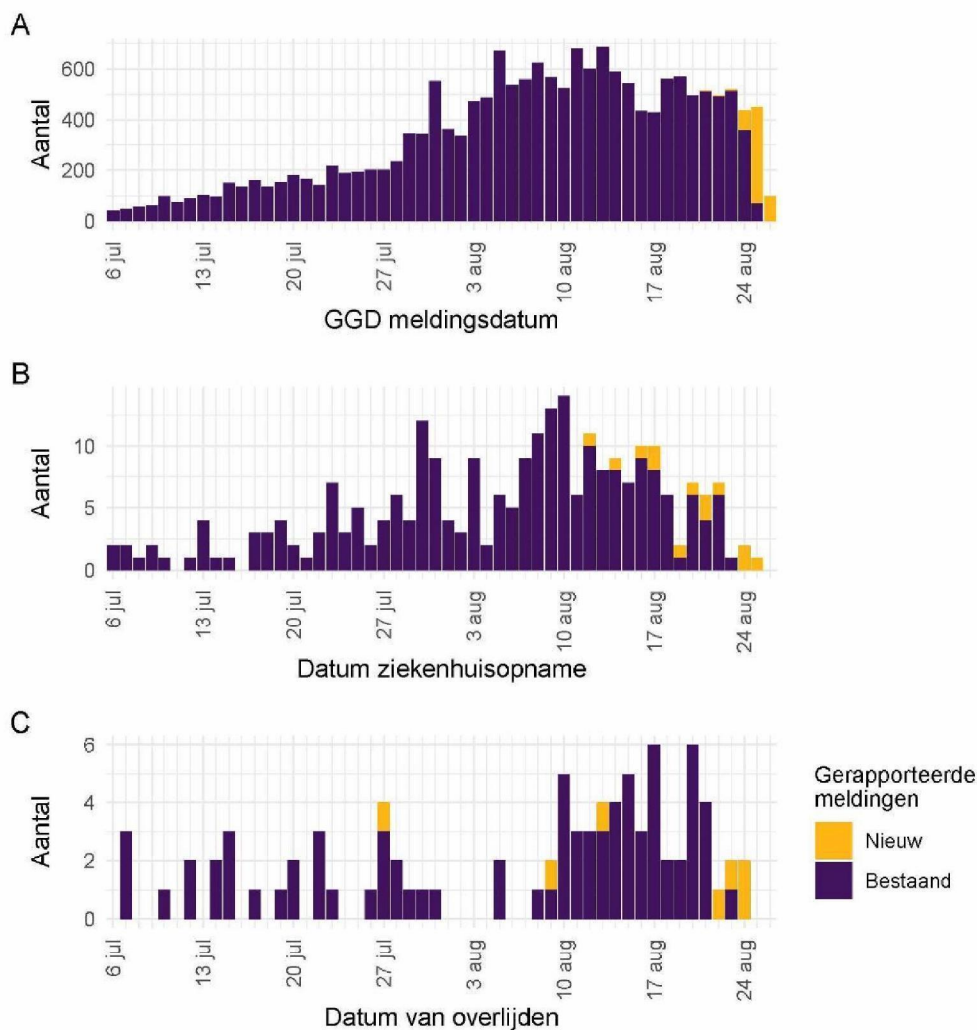 A
Aantal
600
400
200
0
6 jul
13 jul
20 jul
27 jul
3 aug
10 aug
17 aug
24 aug
GGD meldingsdatum
B
Aantal
10
5
0
6 jul
13 jul
20 jul
27 jul
3 aug
10 aug
17 aug
24 aug
Datum ziekenhuisopname
C
Aantal
6
4
2
0
6 jul
13 jul
20 jul
27 jul
3 aug
10 aug
17 aug
24 aug
Datum van overlijden
Gerapporteerde
meldingen
Nieuw
Bestaand